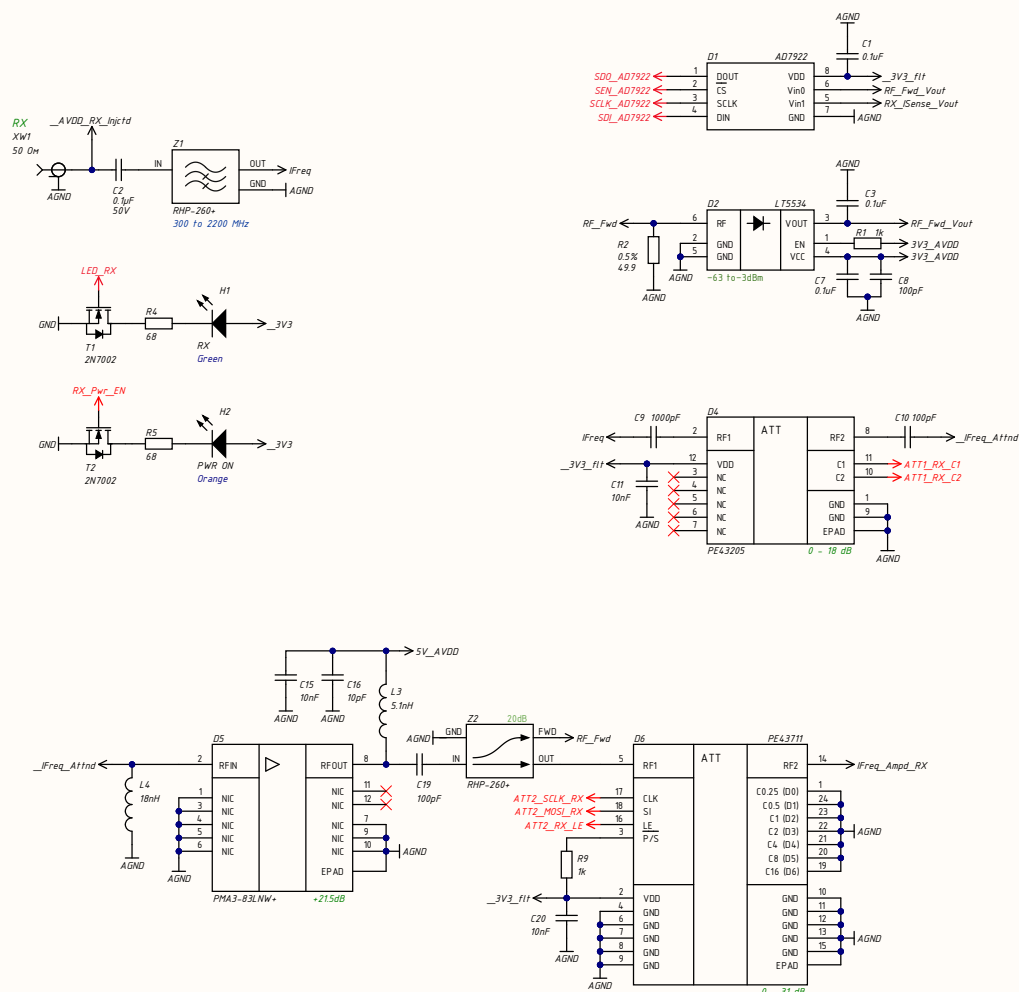 RX
XW1
50 Ом
AGND
__AVDD_RX_Injctd
C2
0.1µF
50V
Z1
IN
OUT
GND
IFreq
AGND
RHP-260+
300 to 2200 MHz
LED_RX
GND
T1
2N7002
R4
68
H1
RX
Green
__3V3
RX_Pwr_EN
GND
T2
2N7002
R5
68
H2
PWR ON
Orange
__3V3
AGND
C1
0.1uF
D1
AD7922
SDO_AD7922 1 DOUT VDD 8 __3V3_flt
SEN_AD7922 2 CS Vin0 6 RF_Fwd_Vout
SCLK_AD7922 3 SCLK Vin1 5 RX_ISense_Vout
SDI_AD7922 4 DIN GND 7 AGND
AGND
C3
0.1uF
D2
LT5534
RF_Fwd 6 RF VOUT 3 RF_Fwd_Vout
R2
0.5%
49.9
AGND
2 GND EN 1 R1 1k 3V3_AVDD
5 GND VCC 4 3V3_AVDD
AGND
-63 to-3dBm
C7
0.1uF
C8
100pF
AGND
C9 1000pF
D4
C10 100pF
IFreq 2 RF1 ATT RF2 8 __IFreq_Attnd
__3V3_flt 12 VDD C1 11 ATT1_RX_C1
3 NC C2 10 ATT1_RX_C2
4 NC
5 NC GND 1
6 NC GND 9
7 NC EPAD
C11
10nF
AGND
AGND
PE43205
0 - 18 dB
5V_AVDD
C15
10nF
AGND
C16
10pF
AGND
L3
5.1nH
D5
__IFreq_Attnd 2 RFIN RFOUT 8
L4
18nH
AGND
1 NIC NIC 11
3 NIC NIC 12
4 NIC NIC 7
5 NIC NIC 9
6 NIC NIC 10 AGND
EPAD
AGND
PMA3-83LNW+
+21.5dB
C19
100pF
Z2
20dB
AGND GND FWD RF_Fwd
IN OUT
RHP-260+
D6
PE43711
5 RF1 ATT RF2 14 IFreq_Ampd_RX
ATT2_SCLK_RX 17 CLK
ATT2_MOSI_RX 18 SI
ATT2_RX_LE 16 LE
3 P/S
C0.25 (D0) 1
C0.5 (D1) 24
C1 (D2) 23
C2 (D3) 22 AGND
C4 (D4) 21
C8 (D5) 20
C16 (D6) 19
R9
1k
__3V3_flt 2 VDD
C20
10nF
AGND
4 GND
6 GND
7 GND
8 GND
9 GND
AGND
GND 10
GND 11
GND 12
GND 13 AGND
GND 15
EPAD
0 - 31 dB